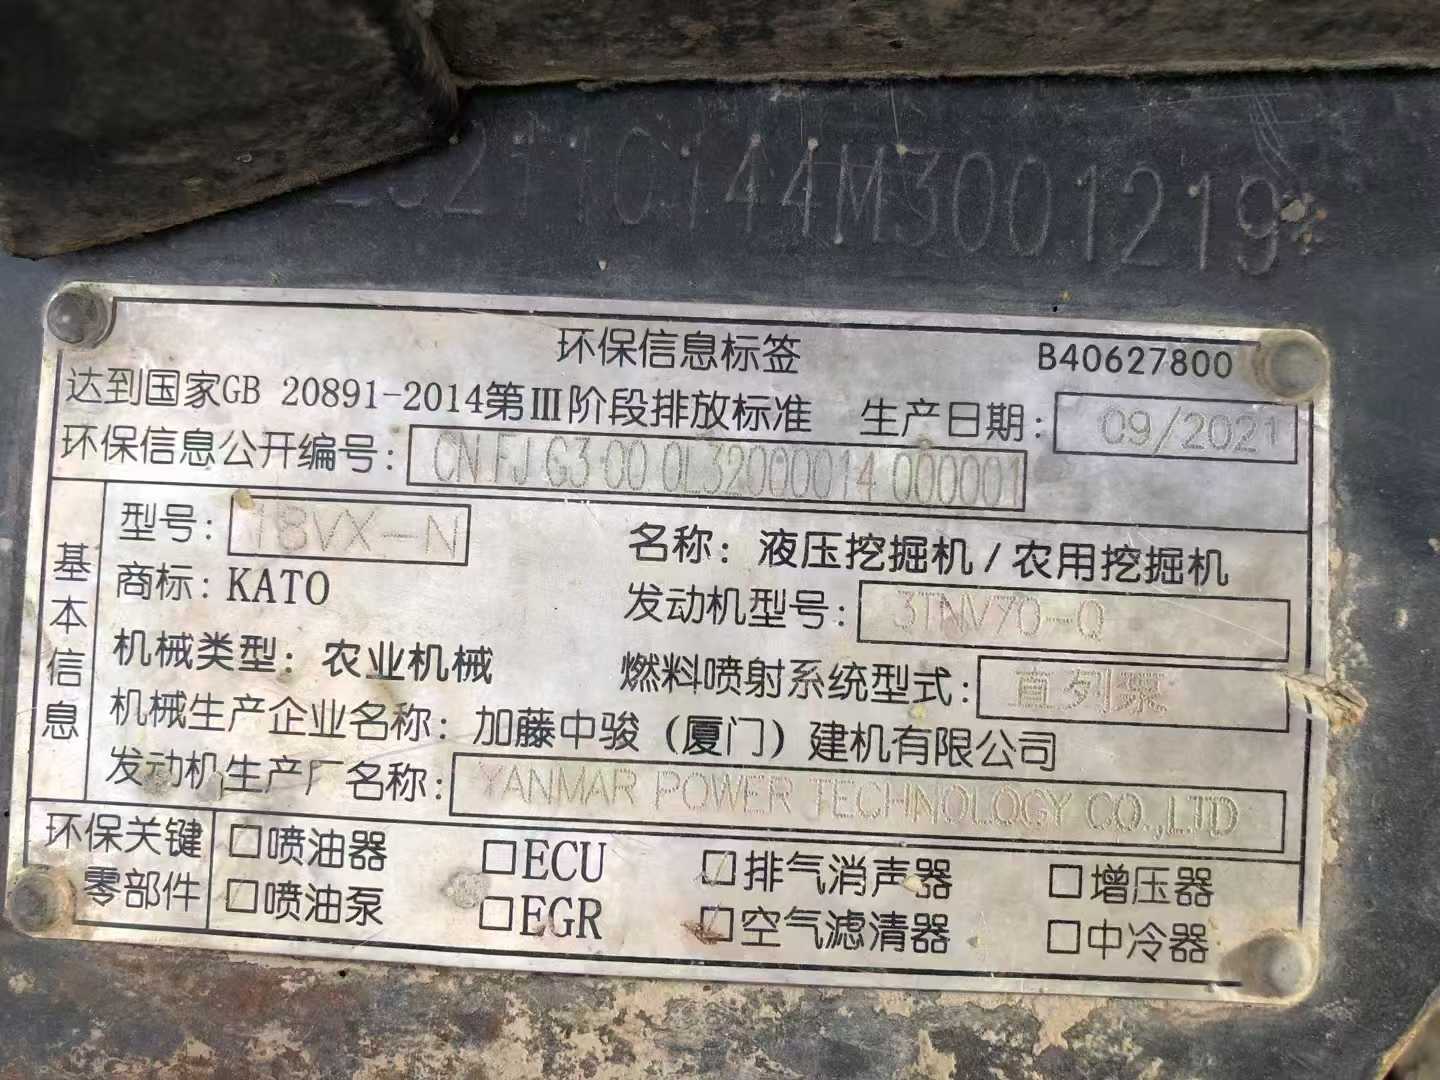 02110144M3001219*
环保信息标签 B40627800
达到国家GB 20891-2014第Ⅲ阶段排放标准 生产日期: 09/2021
环保信息公开编号: CN FJ G3 00 0L32000014 000001
基本信息
型号: 18VX-N 名称: 液压挖掘机/农用挖掘机
商标: KATO 发动机型号: 3TNV70-Q
机械类型: 农业机械 燃料喷射系统型式: 直列泵
机械生产企业名称: 加藤中骏(厦门)建机有限公司
发动机生产厂名称: YANMAR POWER TECHNOLOGY CO.,LTD
环保关键零部件
□喷油器 □ECU □排气消声器 □增压器
□喷油泵 □EGR □空气滤清器 □中冷器